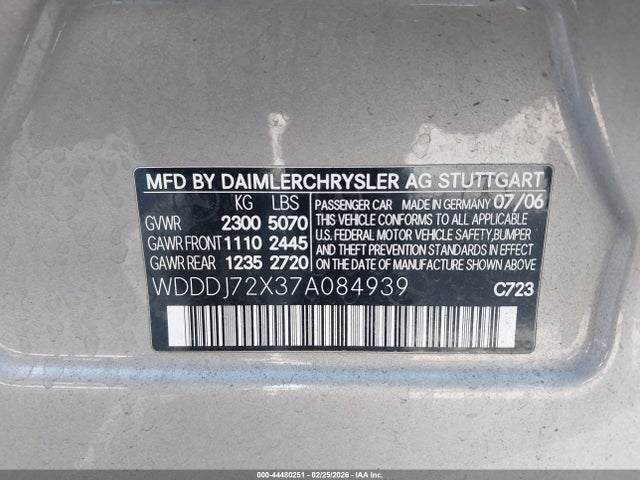 MFD BY DAIMLERCHRYSLER AG STUTTGART
KG LBS
GVWR 2300 5070
GAWR FRONT 1110 2445
GAWR REAR 1235 2720
PASSENGER CAR MADE IN GERMANY 07/06
THIS VEHICLE CONFORMS TO ALL APPLICABLE
U.S. FEDERAL MOTOR VEHICLE SAFETY, BUMPER
AND THEFT PREVENTION STANDARDS IN EFFECT
ON THE DATE OF MANUFACTURE SHOWN ABOVE.
WDDDJ72X37A084939 C723
000-44480251 - 02/25/2026 - COPYRIGHT IAAI